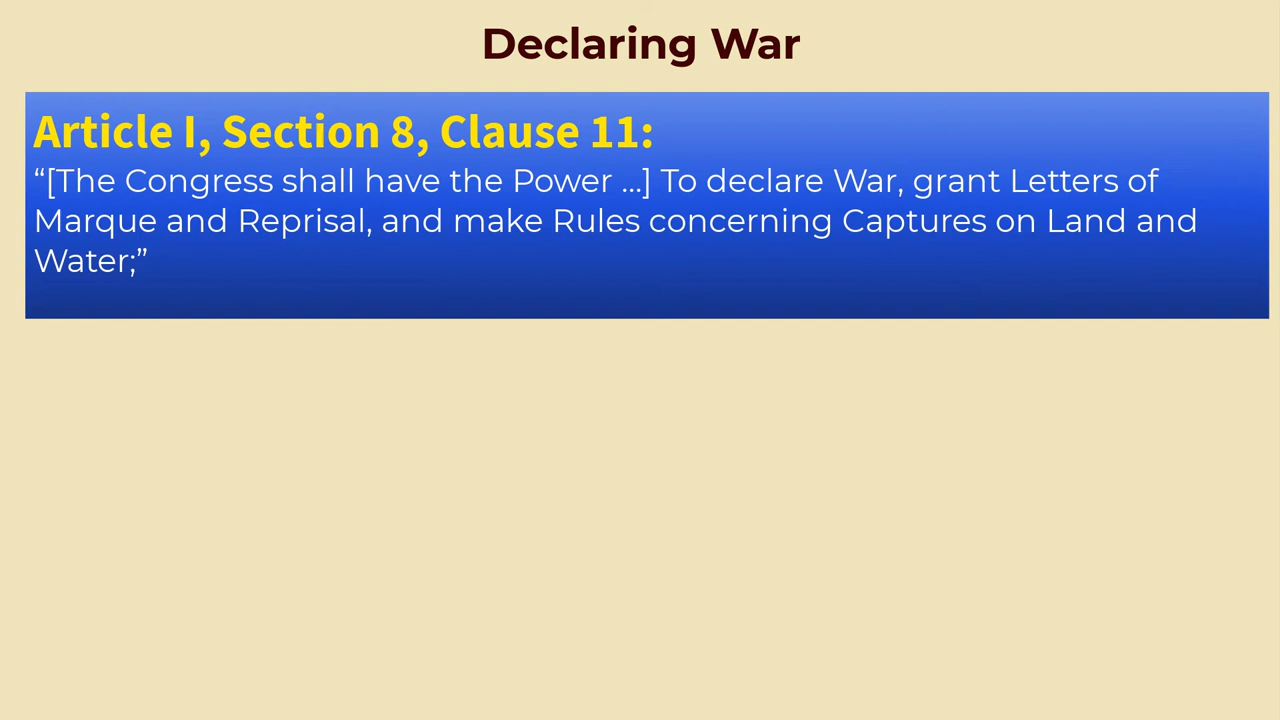 Declaring War
Article I, Section 8, Clause 11:
“[The Congress shall have the Power ...] To declare War, grant Letters of
Marque and Reprisal, and make Rules concerning Captures on Land and
Water;”